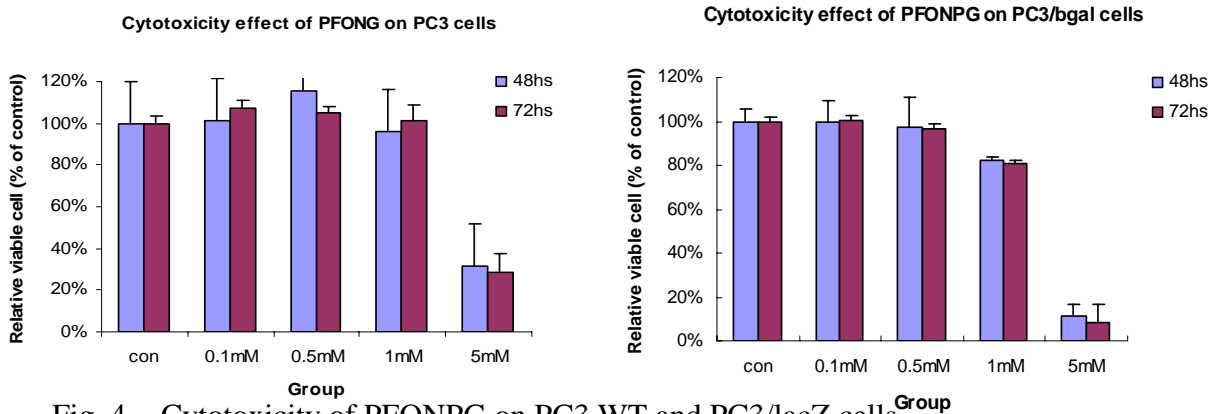 Cytotoxicity effect of PFONG on PC3 cells
Relative viable cell (% of control)
120%
100%
80%
60%
40%
20%
0%
48hs
72hs
con 0.1mM 0.5mM 1mM 5mM
Group
Cytotoxicity effect of PFONPG on PC3/bgal cells
Relative viable cell (% of control)
120%
100%
80%
60%
40%
20%
0%
48hs
72hs
con 0.1mM 0.5mM 1mM 5mM
Group
Fig. 4 Cytotoxicity of PFONPG on PC3 WT and PC3/lacZ cells